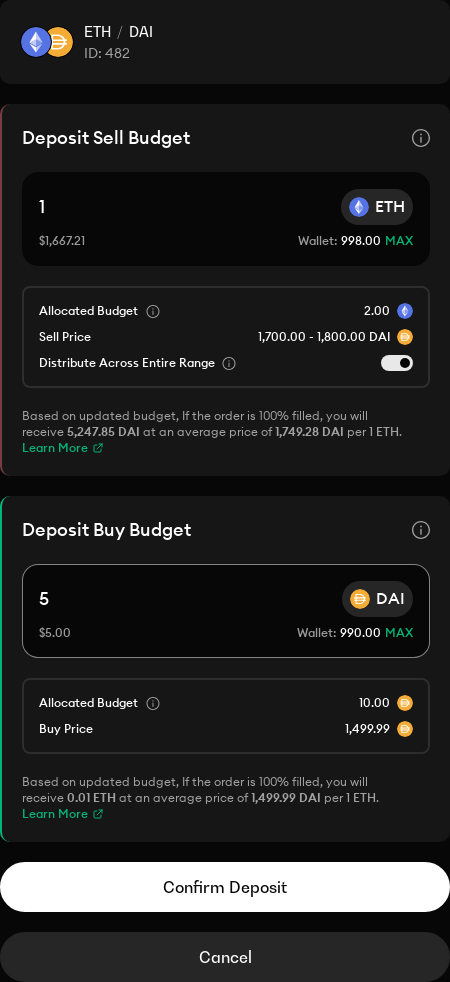 ETH / DAI
ID: 482
Deposit Sell Budget
1 ETH
$1,667.21 Wallet: 998.00 MAX
Allocated Budget 2.00
Sell Price 1,700.00 - 1,800.00 DAI
Distribute Across Entire Range
Based on updated budget, If the order is 100% filled, you will
receive 5,247.85 DAI at an average price of 1,749.28 DAI per 1 ETH.
Learn More
Deposit Buy Budget
5 DAI
$5.00 Wallet: 990.00 MAX
Allocated Budget 10.00
Buy Price 1,499.99
Based on updated budget, If the order is 100% filled, you will
receive 0.01 ETH at an average price of 1,499.99 DAI per 1 ETH.
Learn More
Confirm Deposit
Cancel